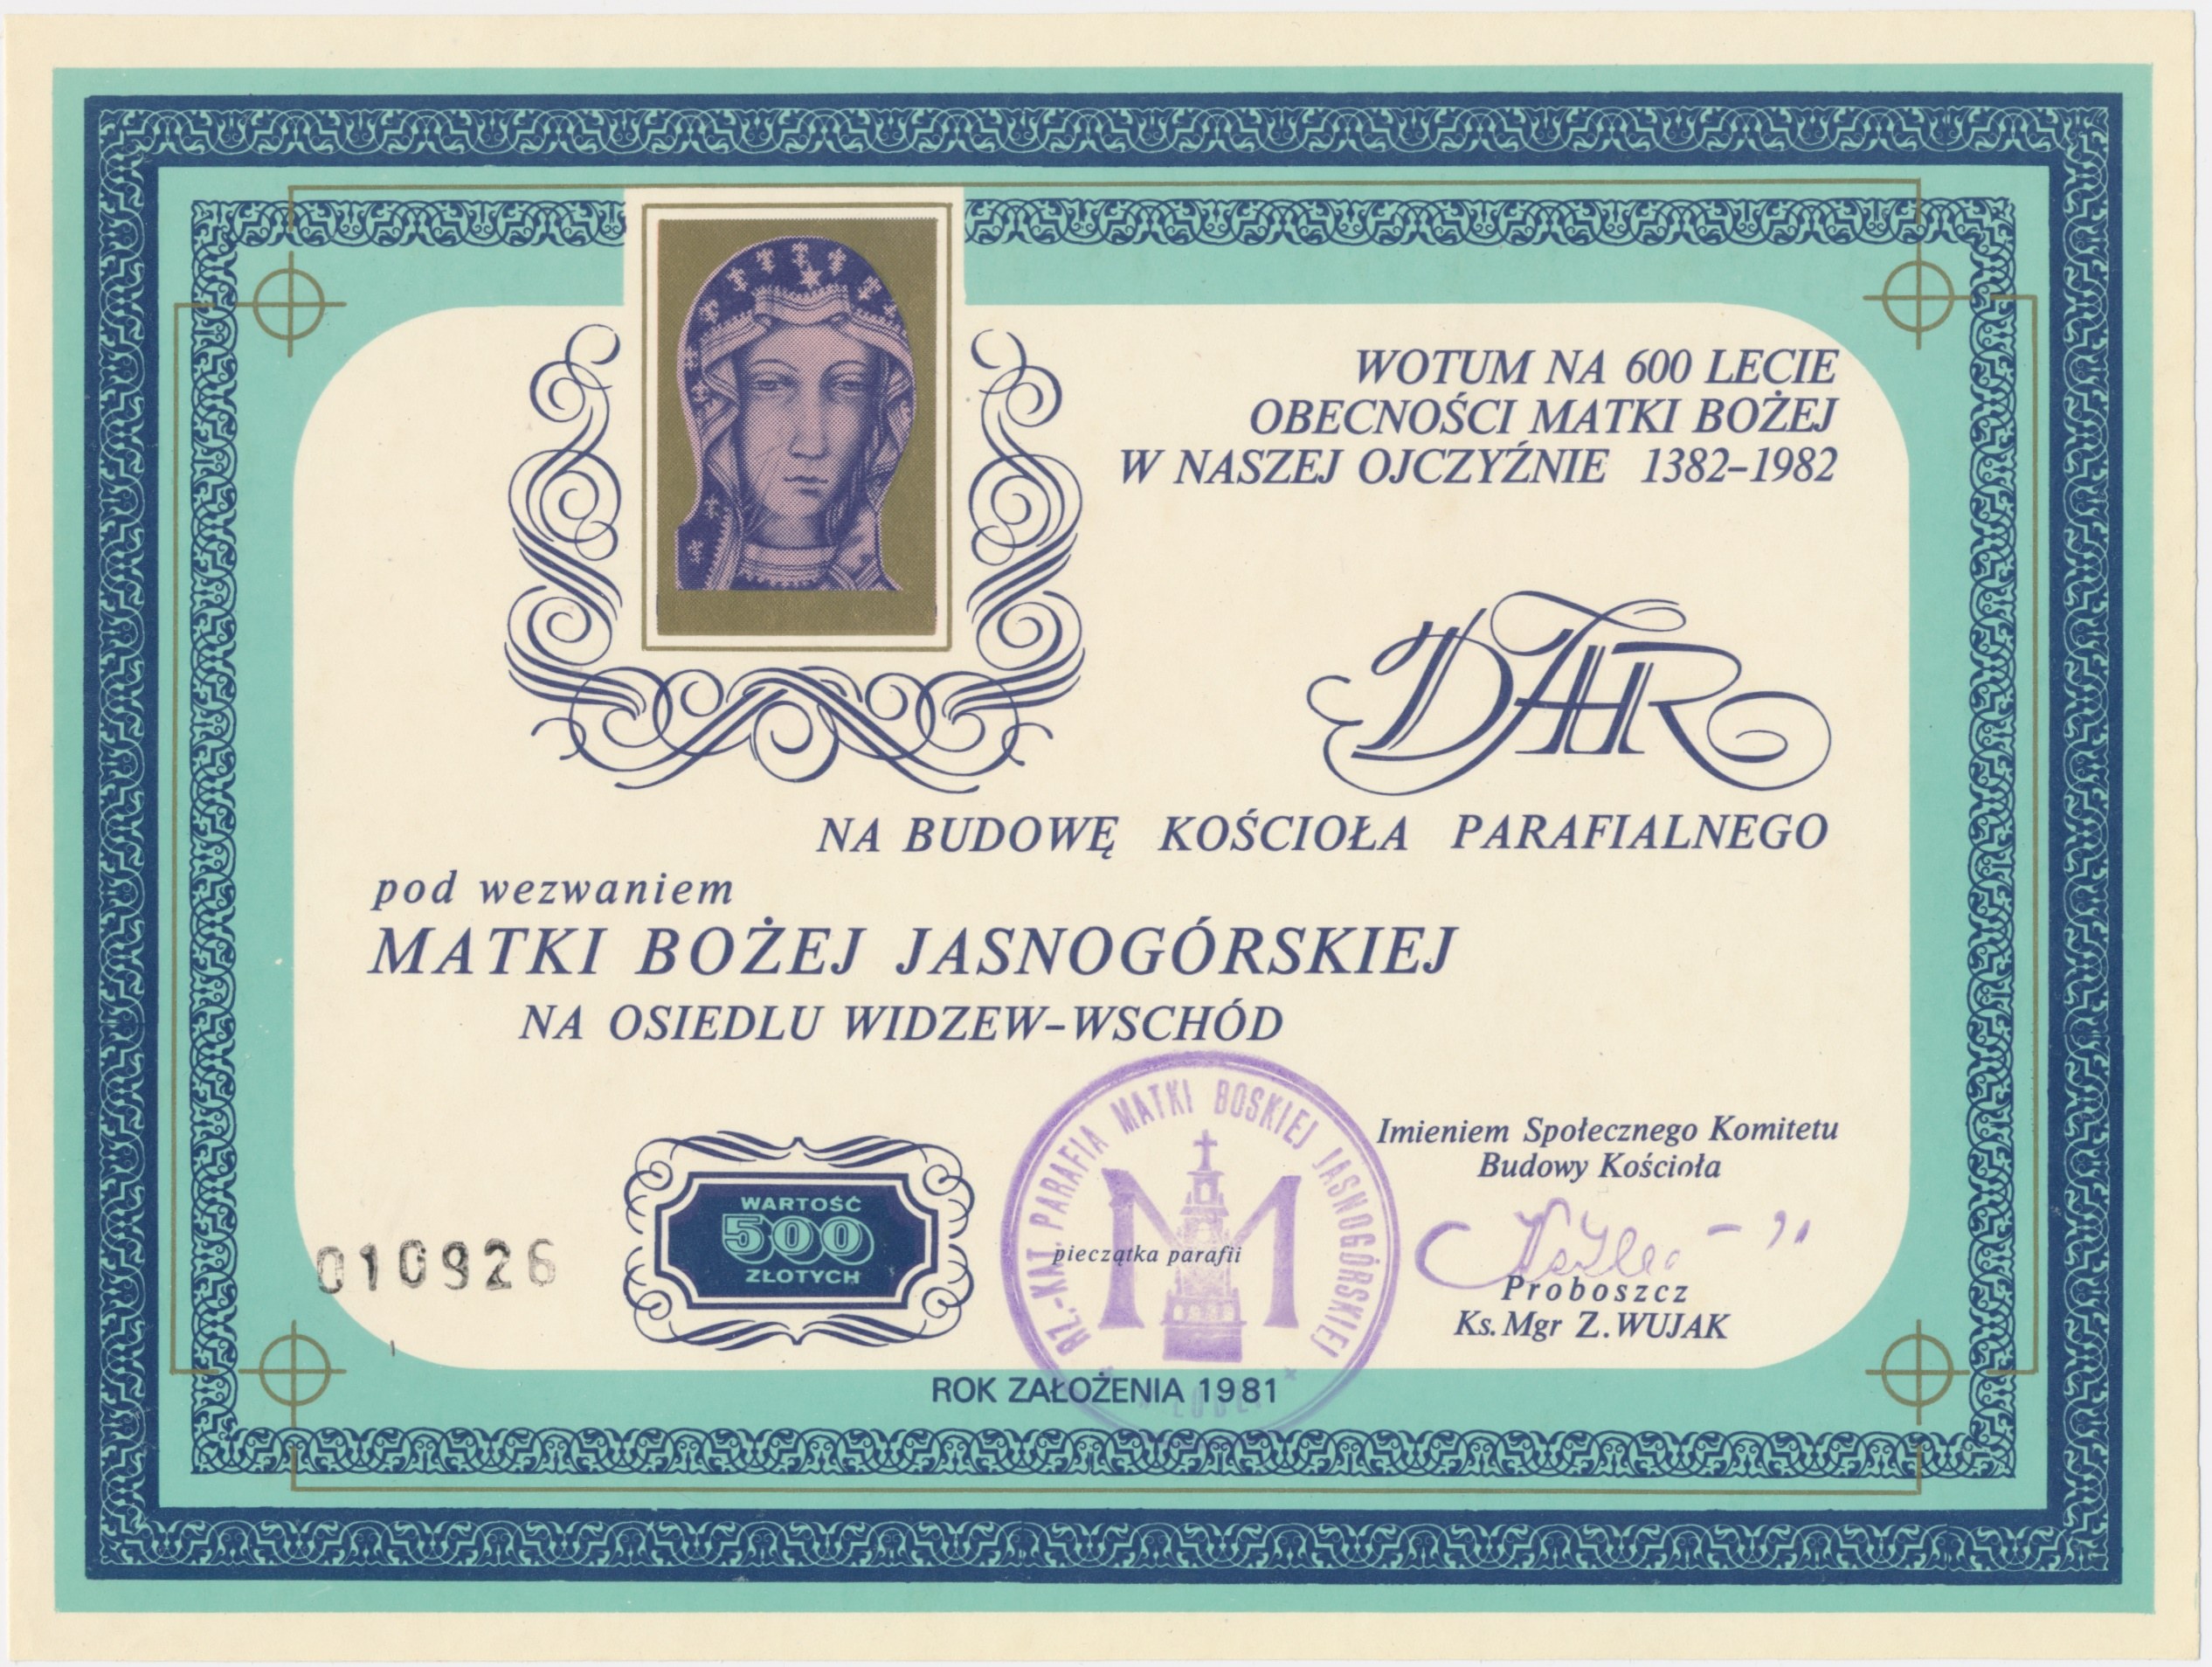 WOTUM NA 600 LECIE
OBECNOŚCI MATKI BOŻEJ
W NASZEJ OJCZYŹNIE 1382–1982
DAR
NA BUDOWĘ KOŚCIOŁA PARAFIALNEGO
pod wezwaniem
MATKI BOŻEJ JASNOGÓRSKIEJ
NA OSIEDLU WIDZEW–WSCHÓD
010926
WARTOŚĆ
500
ZŁOTYCH
RZ.-KAT. PARAFIA MATKI BOSKIEJ JASNOGÓRSKIEJ
pieczątka parafii
Imieniem Społecznego Komitetu
Budowy Kościoła
Proboszcz
Ks. Mgr Z. WUJAK
ROK ZAŁOŻENIA 1981